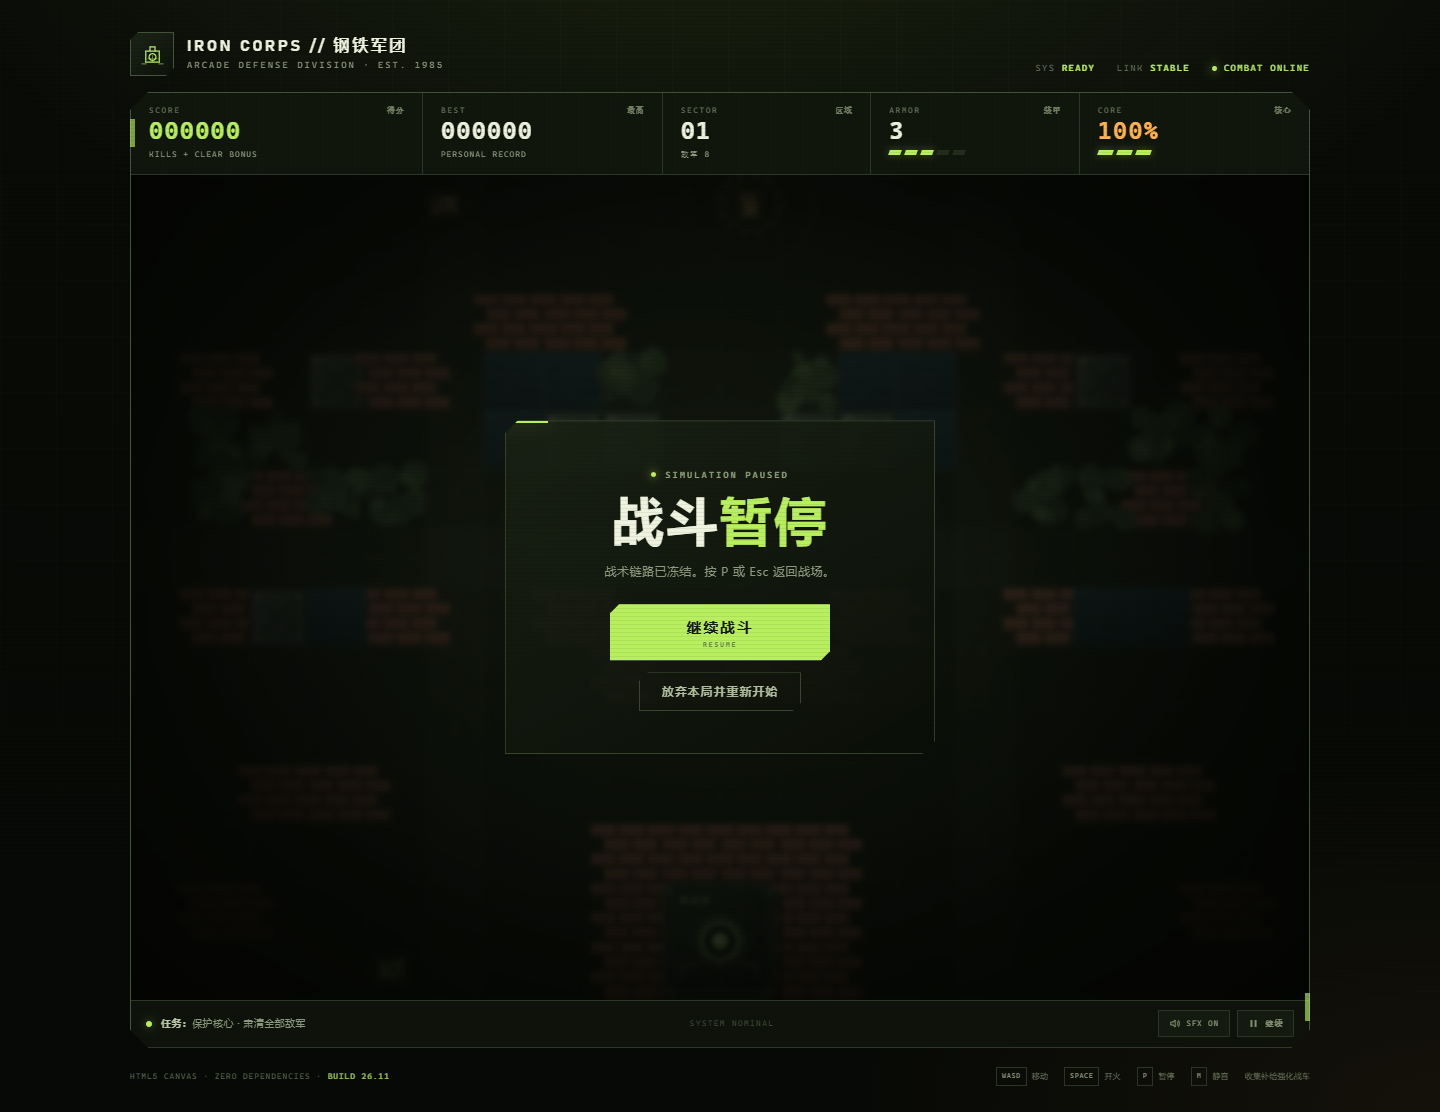 IRON CORPS // 钢铁军团
ARCADE DEFENSE DIVISION · EST. 1985
SYS READY LINK STABLE COMBAT ONLINE
SCORE 得分
000000
KILLS + CLEAR BONUS
BEST 最高
000000
PERSONAL RECORD
SECTOR 区域
01
敌军 8
ARMOR 装甲
3
CORE 核心
100%
SIMULATION PAUSED
战斗暂停
战术链路已冻结。按 P 或 Esc 返回战场。
继续战斗
RESUME
放弃本局并重新开始
任务: 保护核心 · 肃清全部敌军
SYSTEM NOMINAL
SFX ON
继续
HTML5 CANVAS · ZERO DEPENDENCIES · BUILD 26.11
WASD 移动 SPACE 开火 P 暂停 M 静音 收集补给强化战车